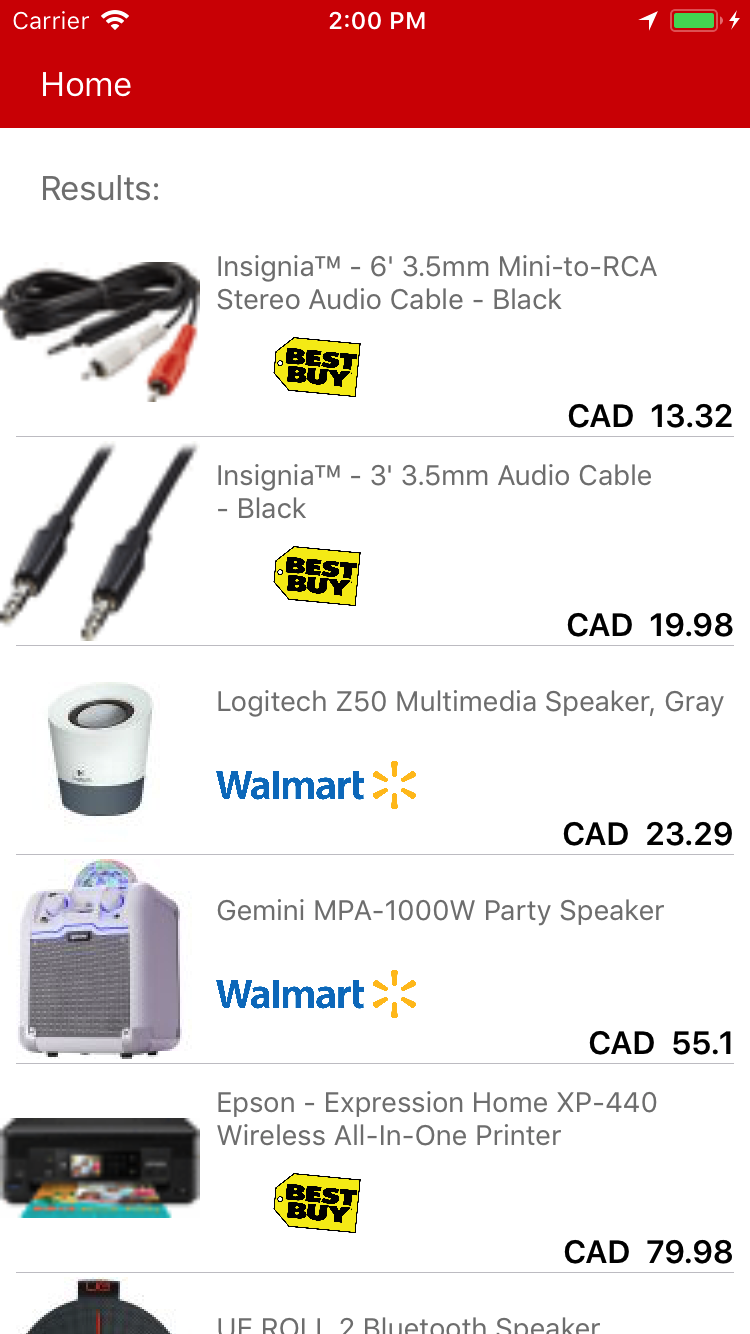 Carrier 2:00 PM
Home
Results:
Insignia™ - 6' 3.5mm Mini-to-RCA
Stereo Audio Cable - Black
BEST
BUY
CAD 13.32
Insignia™ - 3' 3.5mm Audio Cable
- Black
BEST
BUY
CAD 19.98
Logitech Z50 Multimedia Speaker, Gray
Walmart
CAD 23.29
Gemini MPA-1000W Party Speaker
Walmart
CAD 55.1
Epson - Expression Home XP-440
Wireless All-In-One Printer
BEST
BUY
CAD 79.98
UE ROLL 2 Bluetooth Speaker